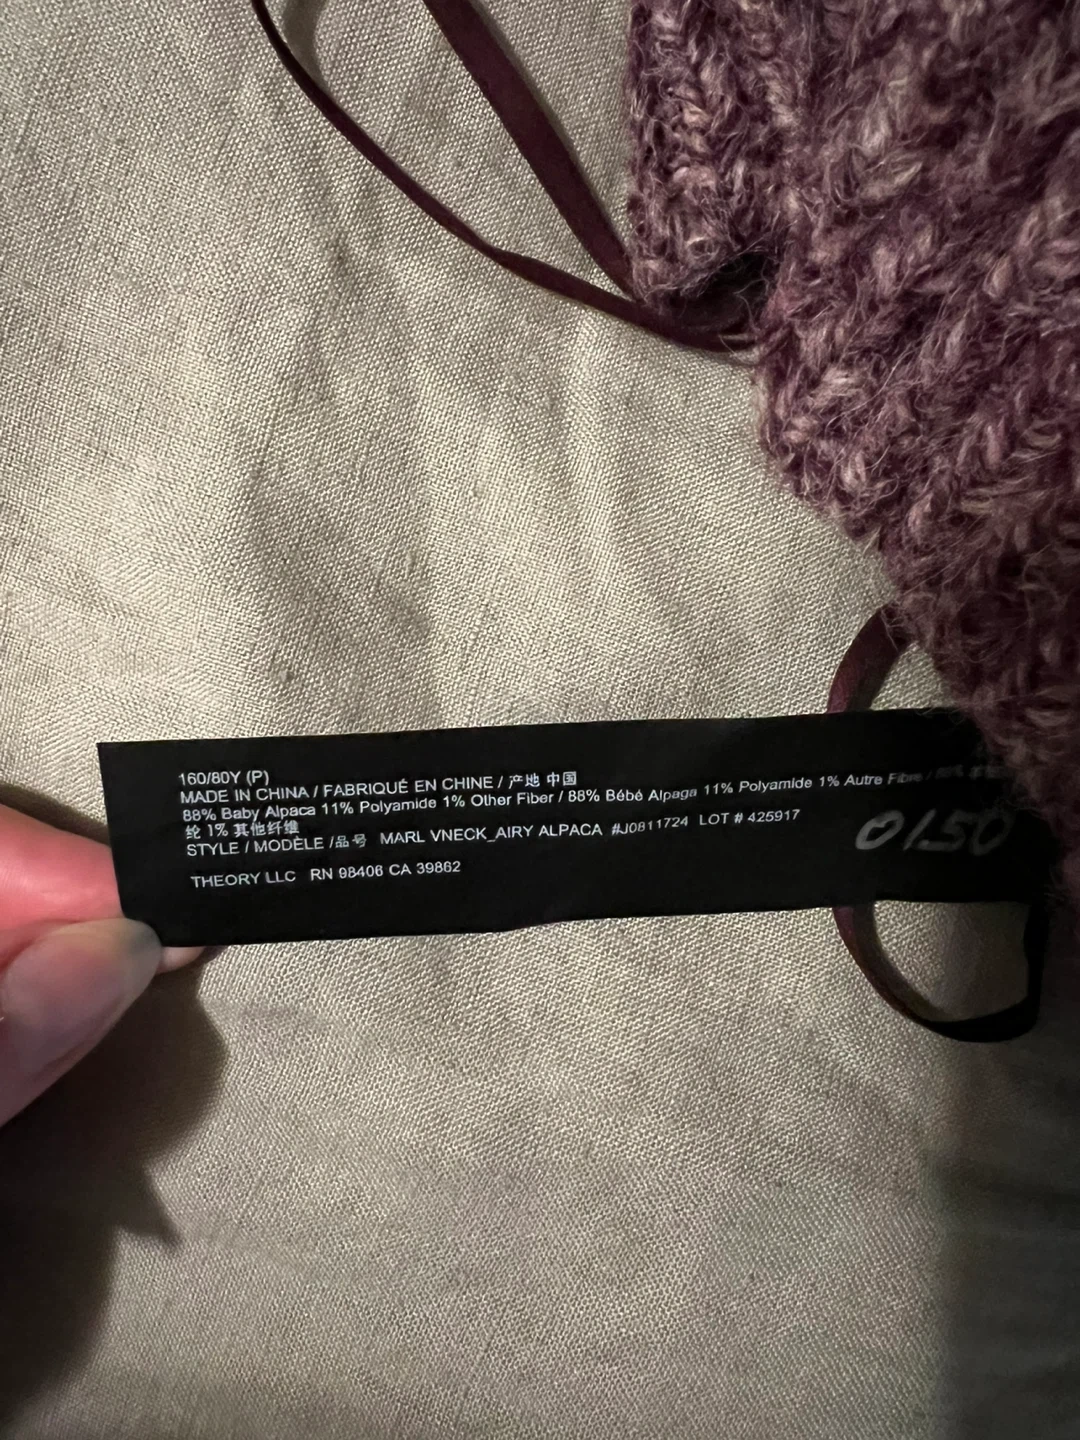 160/80Y (P)
MADE IN CHINA / FABRIQUÉ EN CHINE / 产地 中国
88% Baby Alpaca 11% Polyamide 1% Other Fiber / 88% Bébé Alpaga 11% Polyamide 1% Autre Fibre /
纶 1% 其他纤维
STYLE / MODÈLE /品号 MARL VNECK_AIRY ALPACA #J0811724 LOT # 425917
0150
THEORY LLC RN 98406 CA 39862